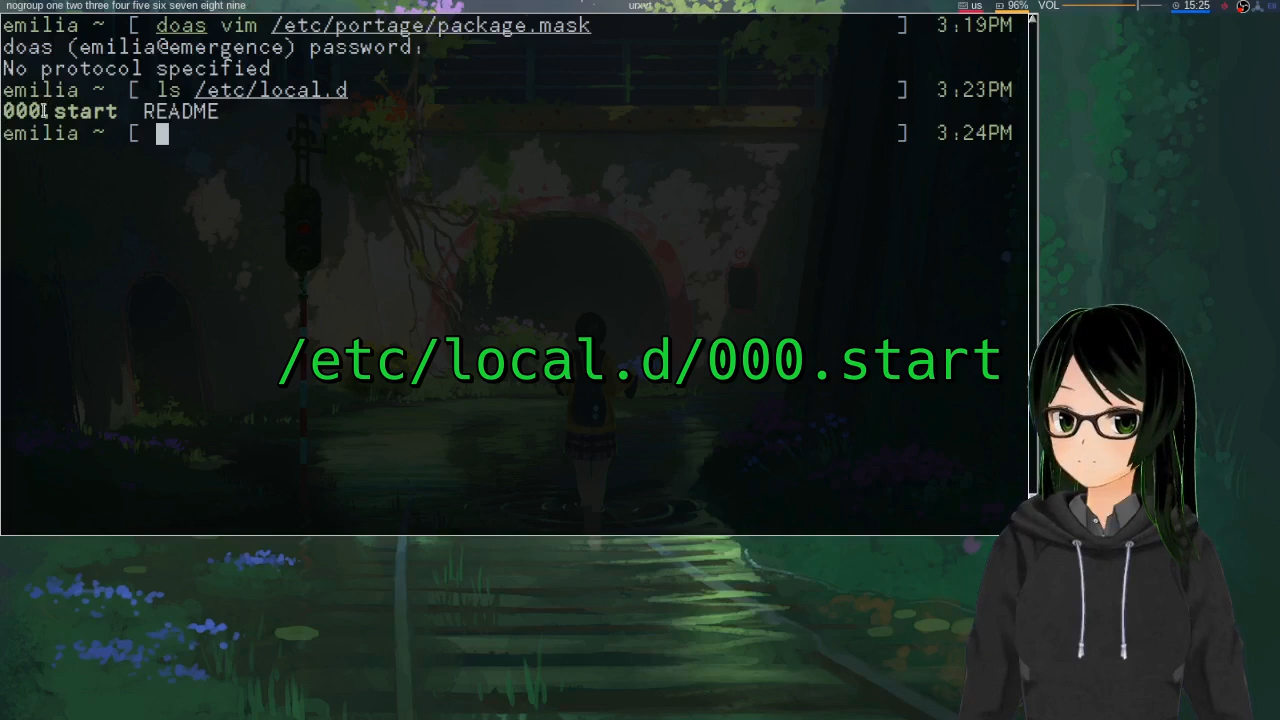 nogroup one two three four five six seven eight nine
urxvt
us 96% VOL 15:25 EN
emilia ~ [ doas vim /etc/portage/package.mask ] 3:19PM
doas (emilia@emergence) password:
No protocol specified
emilia ~ [ ls /etc/local.d ] 3:23PM
000.start README
emilia ~ [ ] 3:24PM
/etc/local.d/000.start